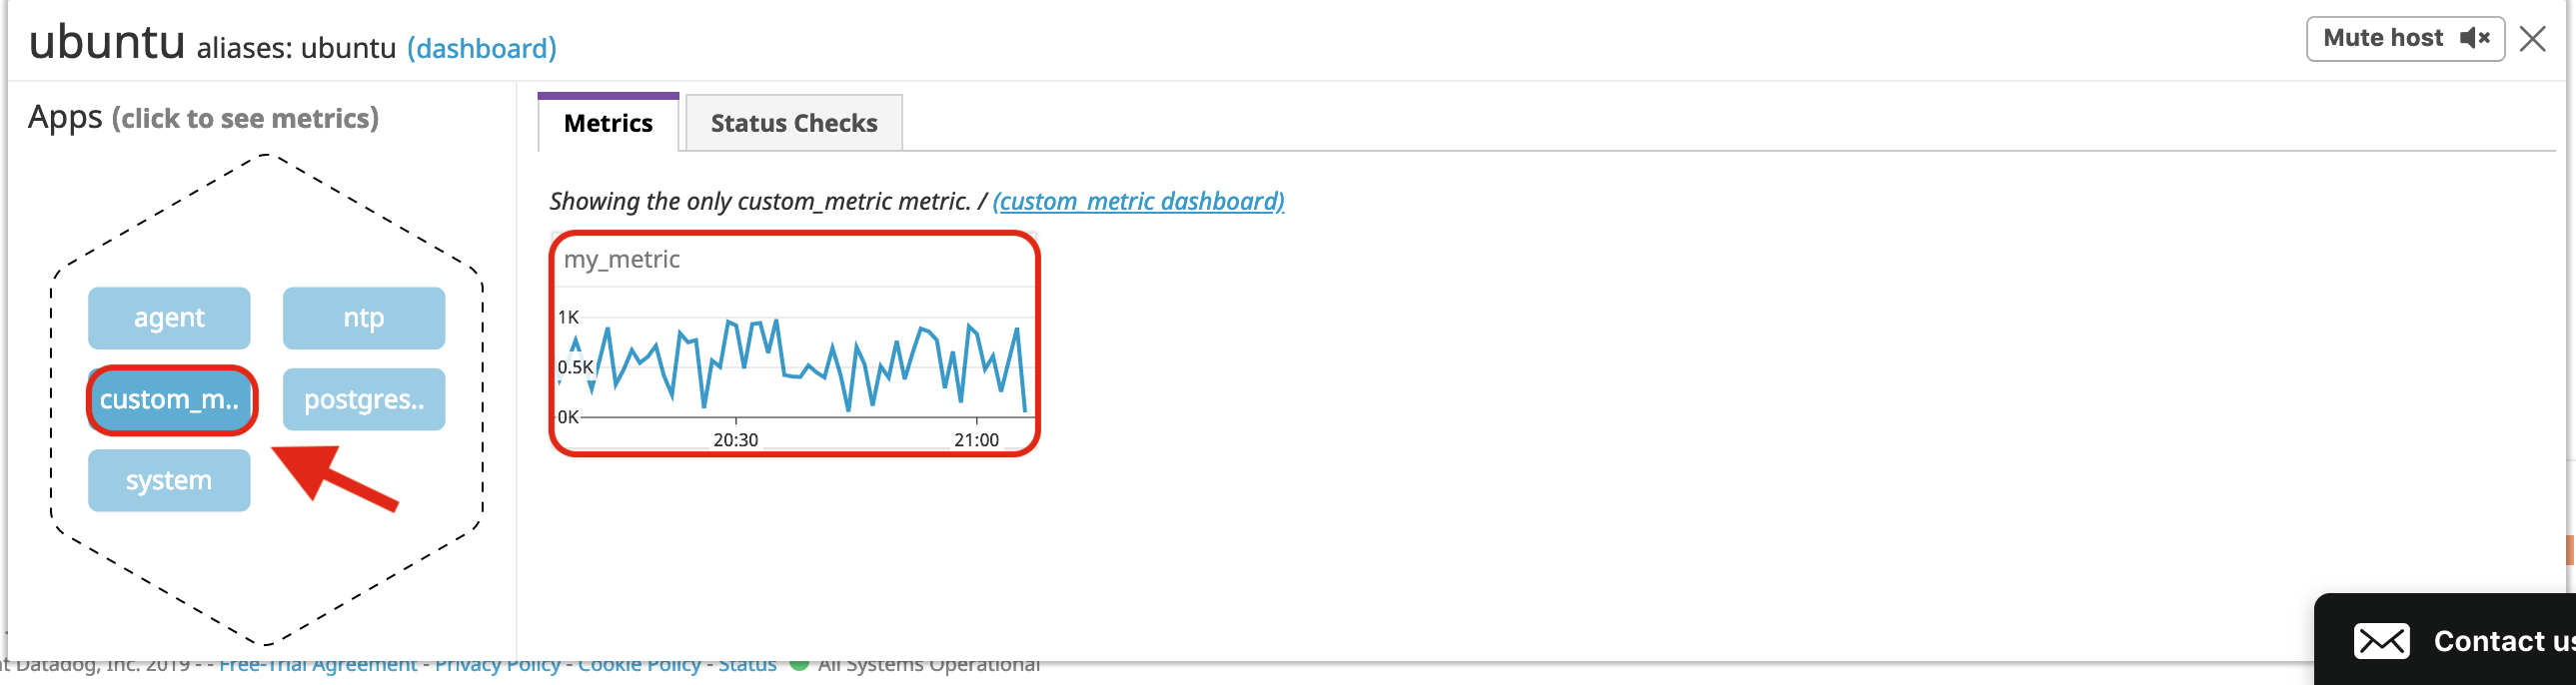 ubuntu aliases: ubuntu (dashboard)
Mute host
Apps (click to see metrics)
Metrics
Status Checks
agent
ntp
custom_m..
postgres..
system
Showing the only custom_metric metric. / (custom_metric dashboard)
my_metric
1K
0.5K
0K
20:30
21:00
t Datadog, Inc. 2019 - - Free-Trial Agreement - Privacy Policy - Cookie Policy - Status All Systems Operational
Contact us